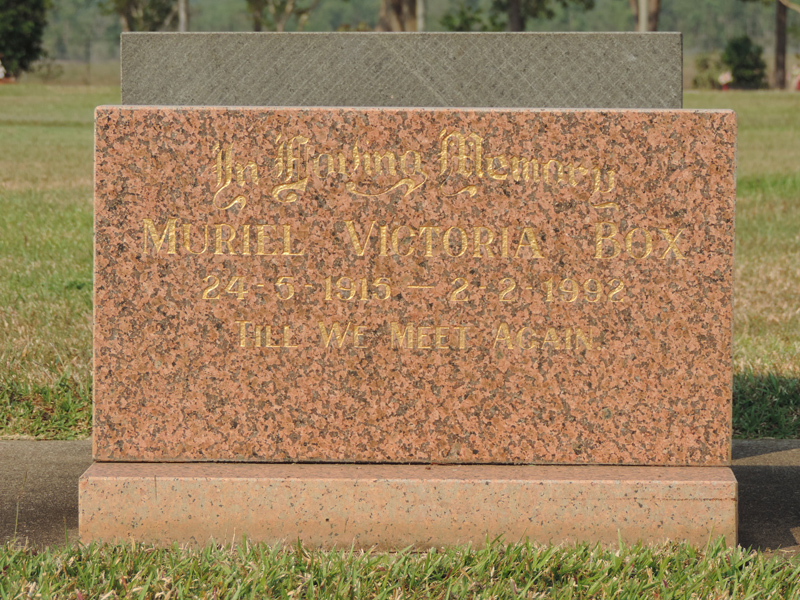 In Loving Memory
MURIEL VICTORIA BOX
24-5-1915 — 2-2-1992
TILL WE MEET AGAIN.